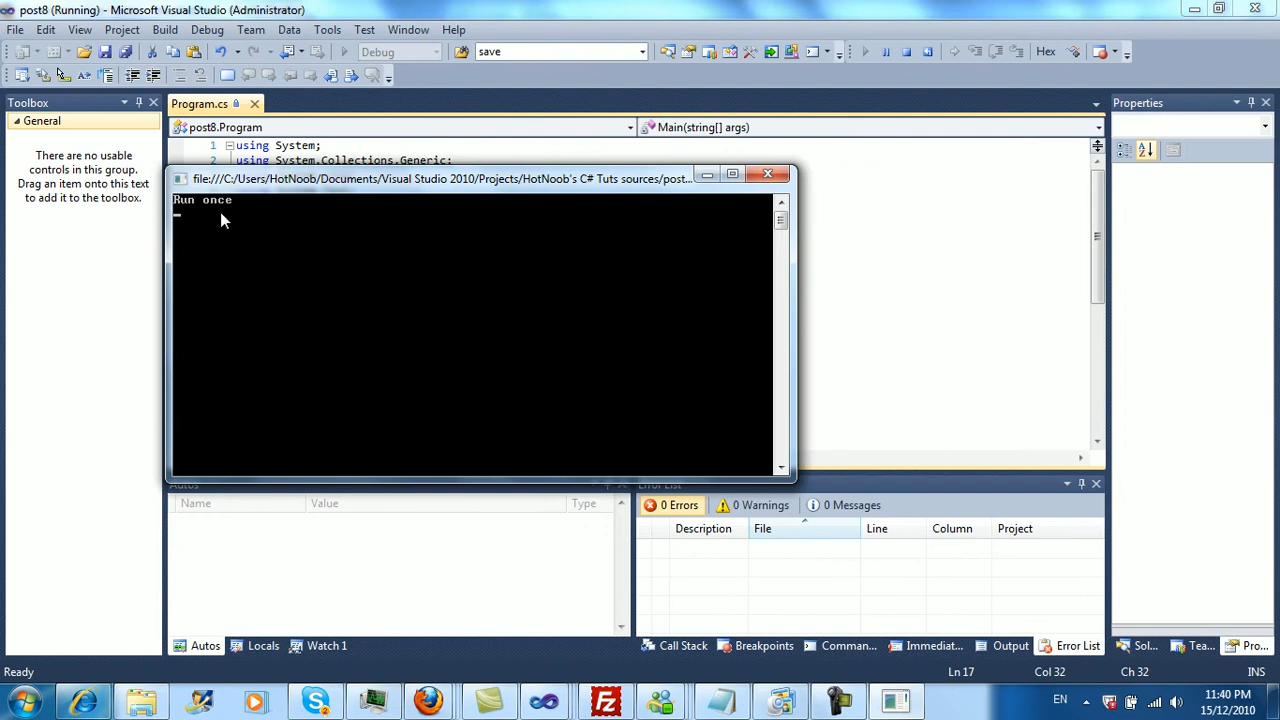 post8 (Running) - Microsoft Visual Studio (Administrator)
File Edit View Project Build Debug Team Data Tools Test Window Help
Debug save Hex
Toolbox
General
There are no usable
controls in this group.
Drag an item onto this text
to add it to the toolbox.
Program.cs
post8.Program Main(string[] args)
1 using System;
2 using System.Collections.Generic;
file:///C:/Users/HotNoob/Documents/Visual Studio 2010/Projects/HotNoob's C# Tuts sources/post...
Run once
Properties
Autos
Name Value Type
Autos Locals Watch 1
Error List
0 Errors 0 Warnings 0 Messages
Description File Line Column Project
Call Stack Breakpoints Comman... Immediat... Output Error List
Sol... Tea... Pro...
Ready Ln 17 Col 32 Ch 32 INS
EN 11:40 PM
15/12/2010